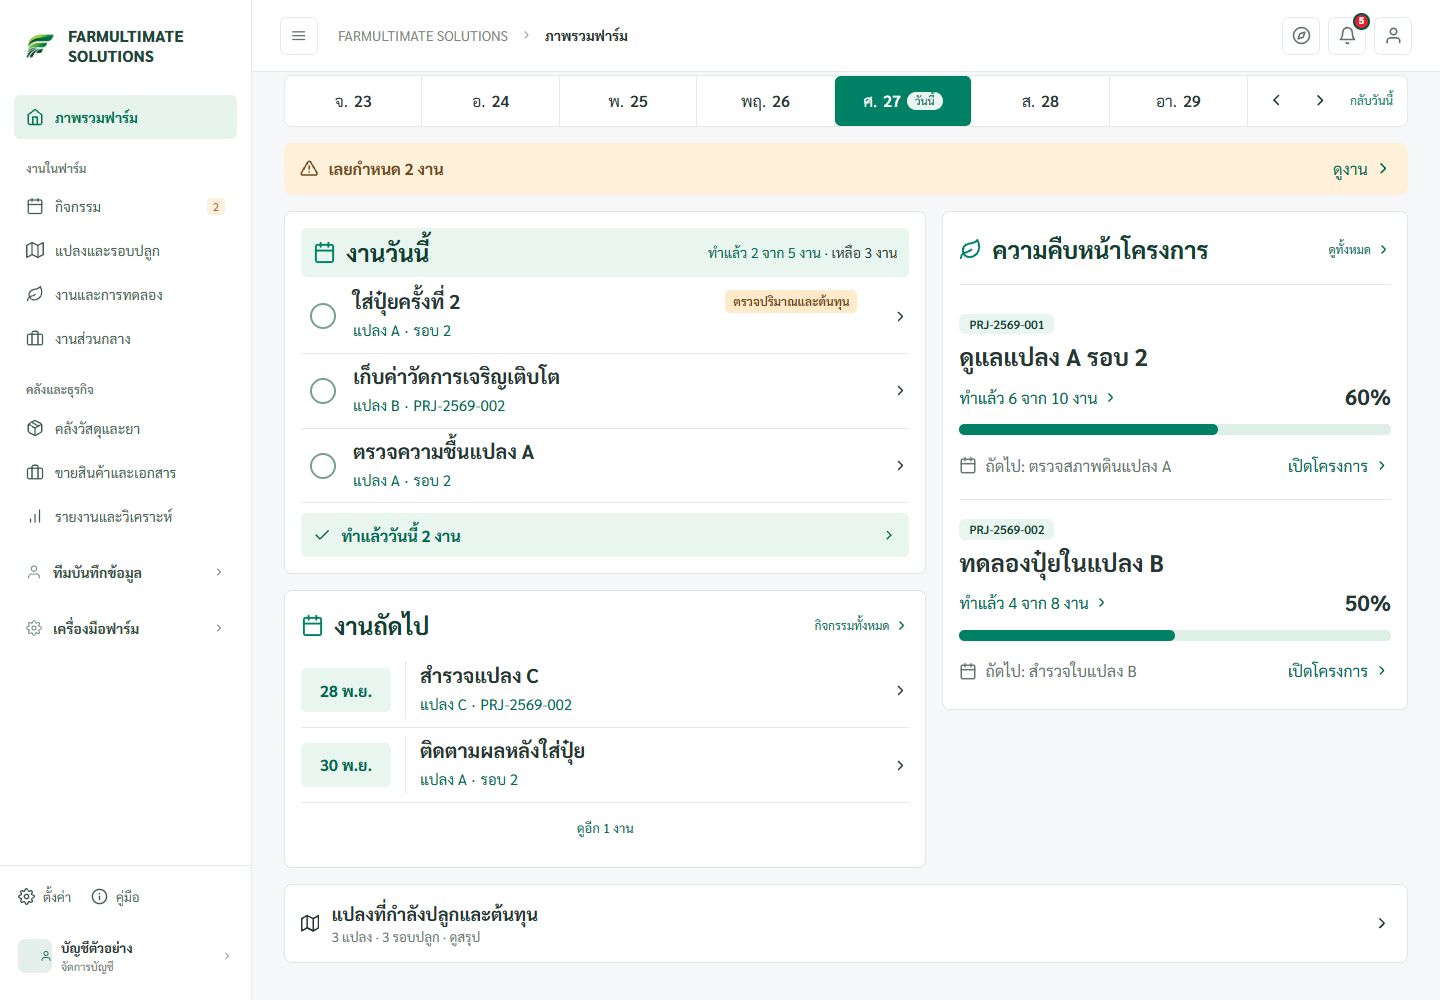 FARMULTIMATE
SOLUTIONS
ภาพรวมฟาร์ม
งานในฟาร์ม
กิจกรรม 2
แปลงและรอบปลูก
งานและการทดลอง
งานส่วนกลาง
คลังและธุรกิจ
คลังวัสดุและยา
ขายสินค้าและเอกสาร
รายงานและวิเคราะห์
ทีมบันทึกข้อมูล
เครื่องมือฟาร์ม
ตั้งค่า คู่มือ
บัญชีตัวอย่าง
จัดการบัญชี
FARMULTIMATE SOLUTIONS ภาพรวมฟาร์ม
5
จ. 23 อ. 24 พ. 25 พฤ. 26 ศ. 27 วันนี้ ส. 28 อา. 29 กลับวันนี้
เลยกำหนด 2 งาน ดูงาน
งานวันนี้ ทำแล้ว 2 จาก 5 งาน · เหลือ 3 งาน
ใส่ปุ๋ยครั้งที่ 2 ตรวจปริมาณและต้นทุน
แปลง A · รอบ 2
เก็บค่าวัดการเจริญเติบโต
แปลง B · PRJ-2569-002
ตรวจความชื้นแปลง A
แปลง A · รอบ 2
ทำแล้ววันนี้ 2 งาน
งานถัดไป กิจกรรมทั้งหมด
28 พ.ย. สำรวจแปลง C
แปลง C · PRJ-2569-002
30 พ.ย. ติดตามผลหลังใส่ปุ๋ย
แปลง A · รอบ 2
ดูอีก 1 งาน
ความคืบหน้าโครงการ ดูทั้งหมด
PRJ-2569-001
ดูแลแปลง A รอบ 2
ทำแล้ว 6 จาก 10 งาน 60%
ถัดไป: ตรวจสภาพดินแปลง A เปิดโครงการ
PRJ-2569-002
ทดลองปุ๋ยในแปลง B
ทำแล้ว 4 จาก 8 งาน 50%
ถัดไป: สำรวจใบแปลง B เปิดโครงการ
แปลงที่กำลังปลูกและต้นทุน
3 แปลง · 3 รอบปลูก · ดูสรุป